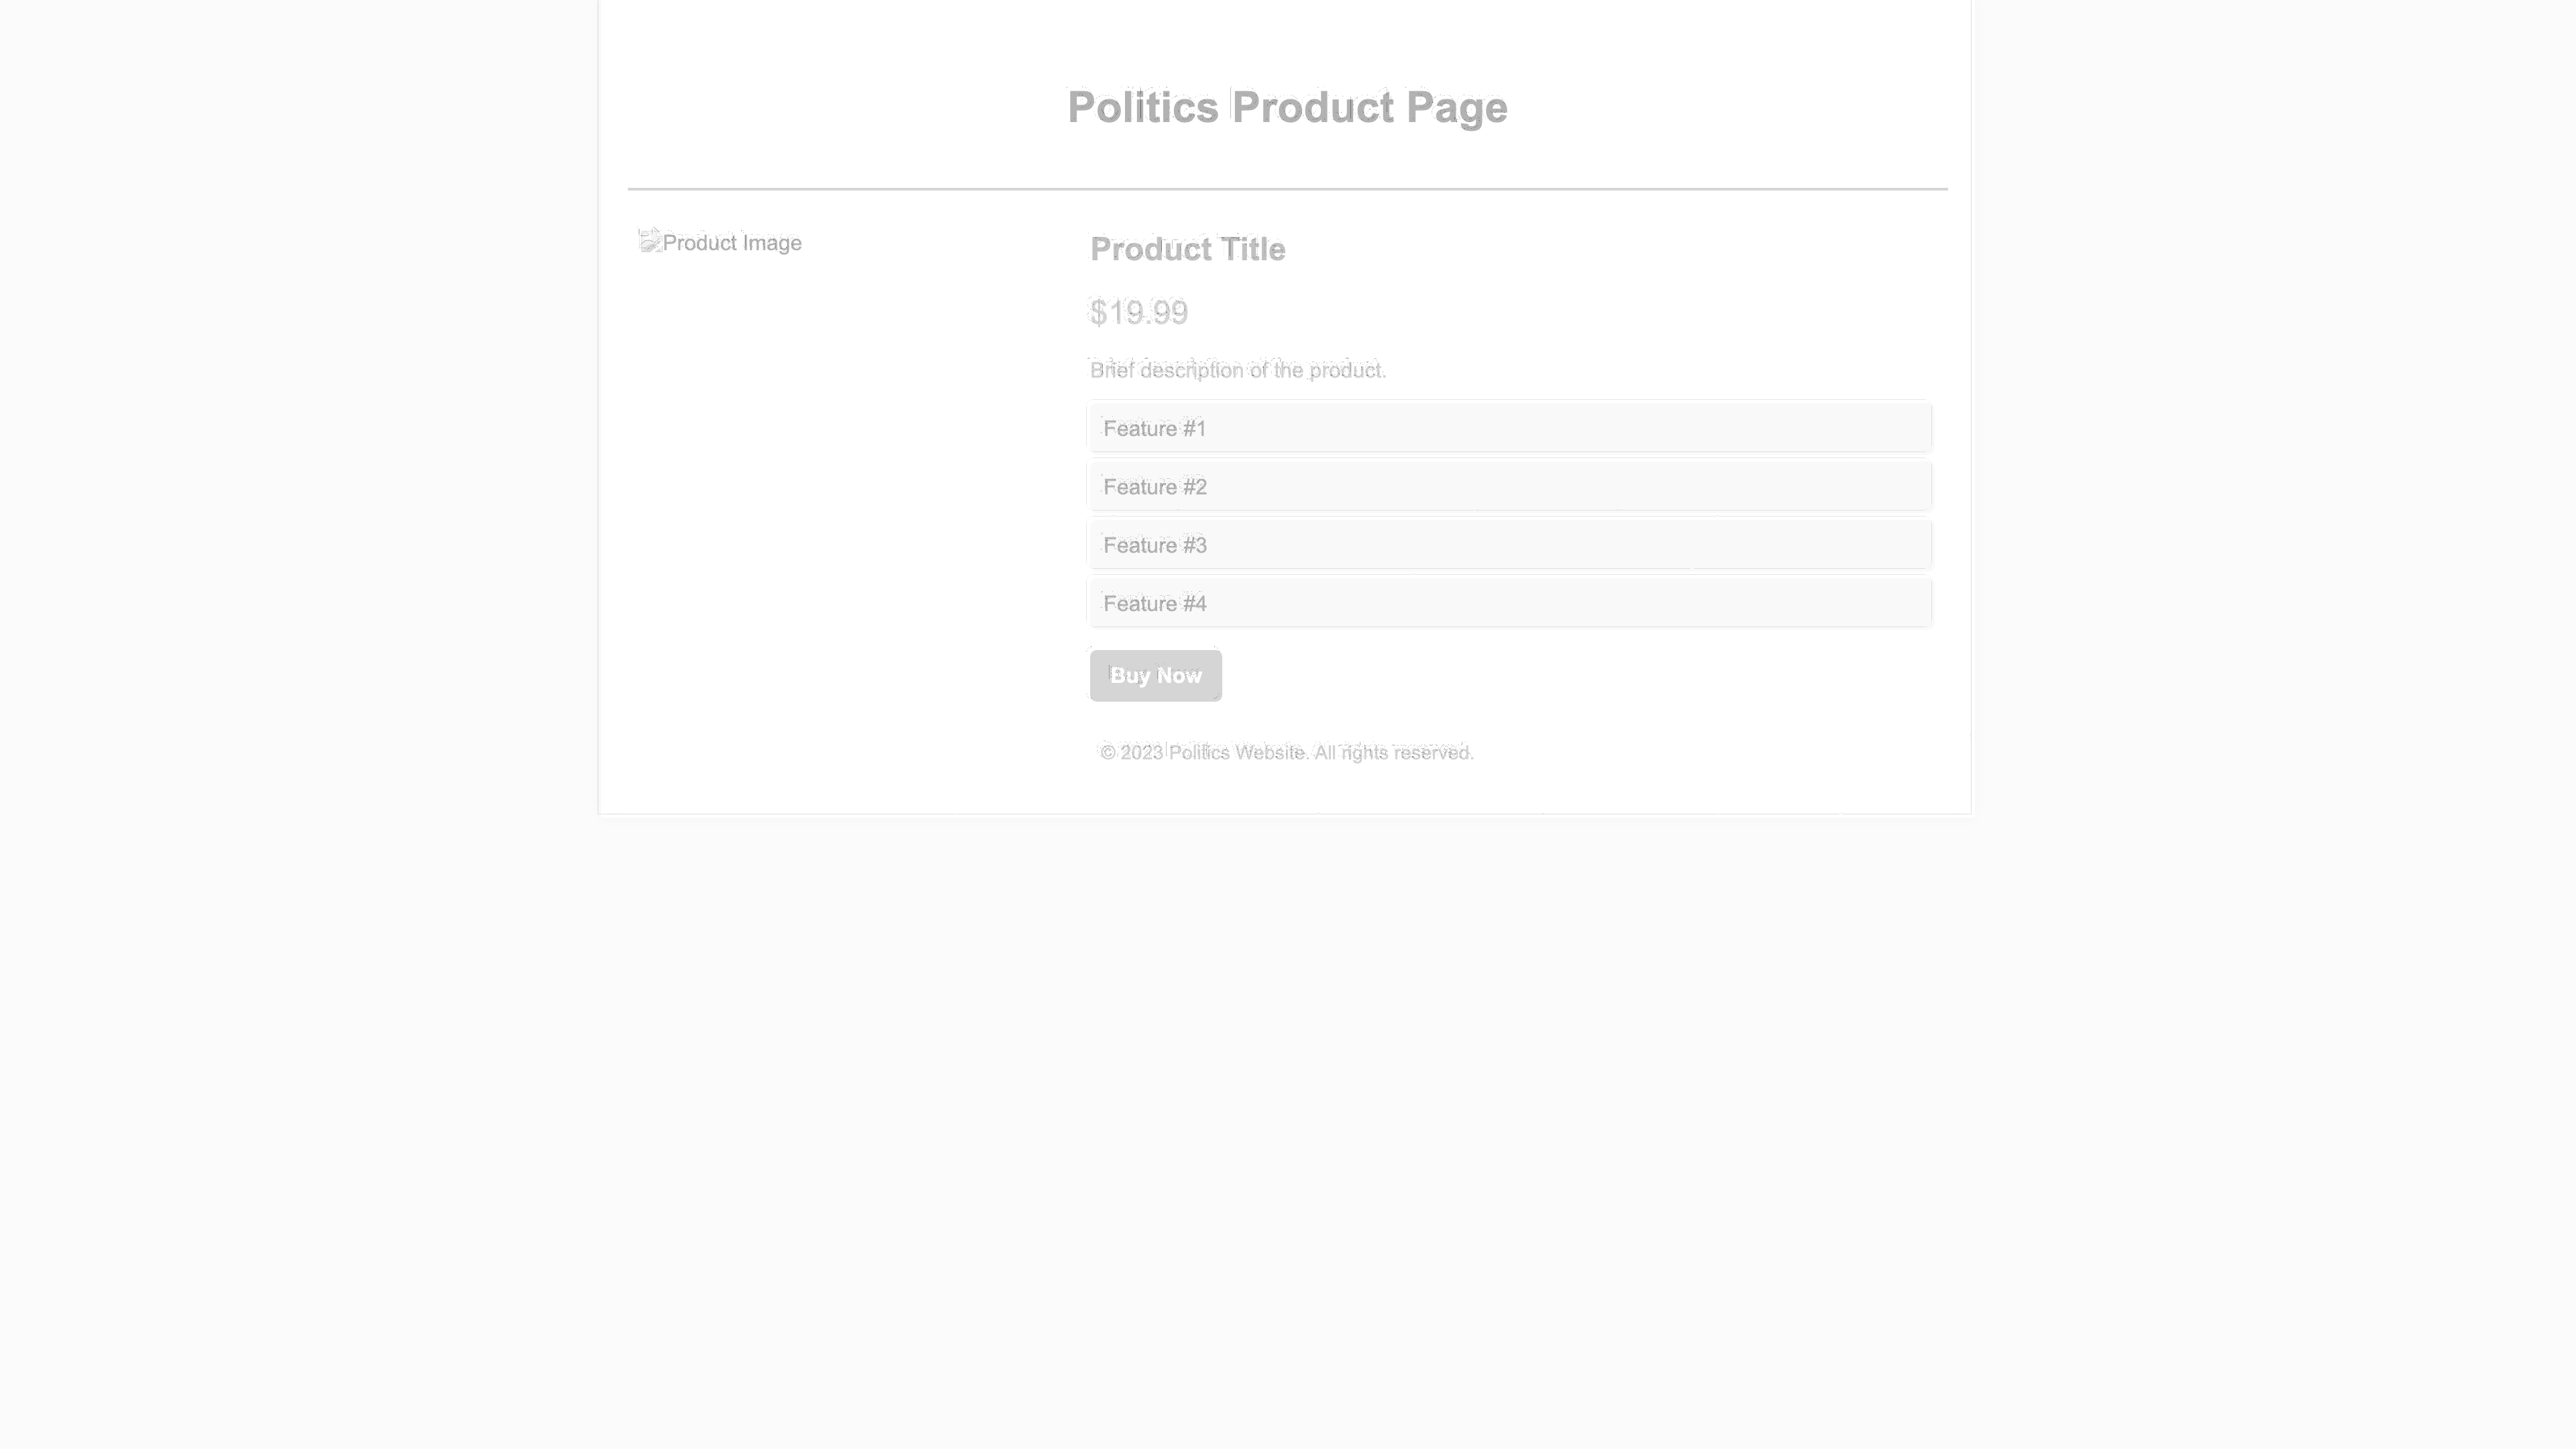 Politics Product Page
Product Image
Product Title
$19.99
Brief description of the product.
Feature #1
Feature #2
Feature #3
Feature #4
Buy Now
© 2023 Politics Website. All rights reserved.